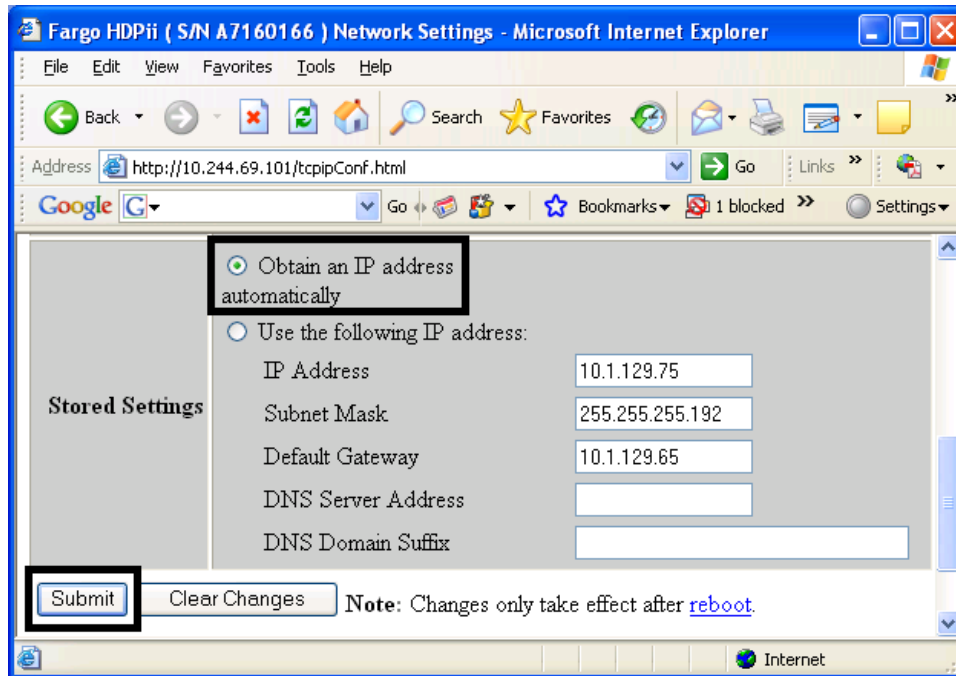 Fargo HDPii ( S/N A7160166 ) Network Settings - Microsoft Internet Explorer
File Edit View Favorites Tools Help
Back Search Favorites
Address http://10.244.69.101/tcpipConf.html Go Links »
Google G Go Bookmarks 1 blocked » Settings
Obtain an IP address
automatically
Use the following IP address:
IP Address 10.1.129.75
Stored Settings
Subnet Mask 255.255.255.192
Default Gateway 10.1.129.65
DNS Server Address
DNS Domain Suffix
Submit Clear Changes Note: Changes only take effect after reboot.
Internet